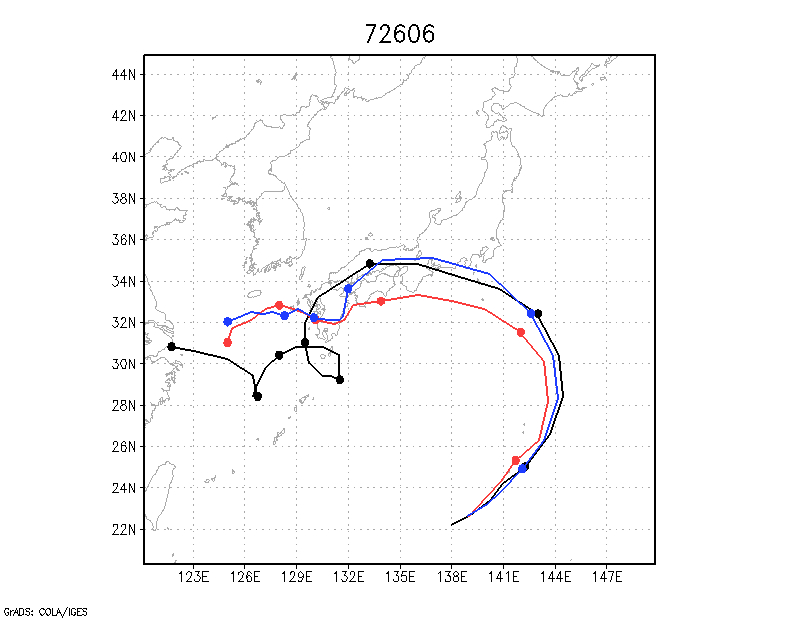 72606
44N
42N
40N
38N
36N
34N
32N
30N
28N
26N
24N
22N
123E 126E 129E 132E 135E 138E 141E 144E 147E
GrADS: COLA/IGES